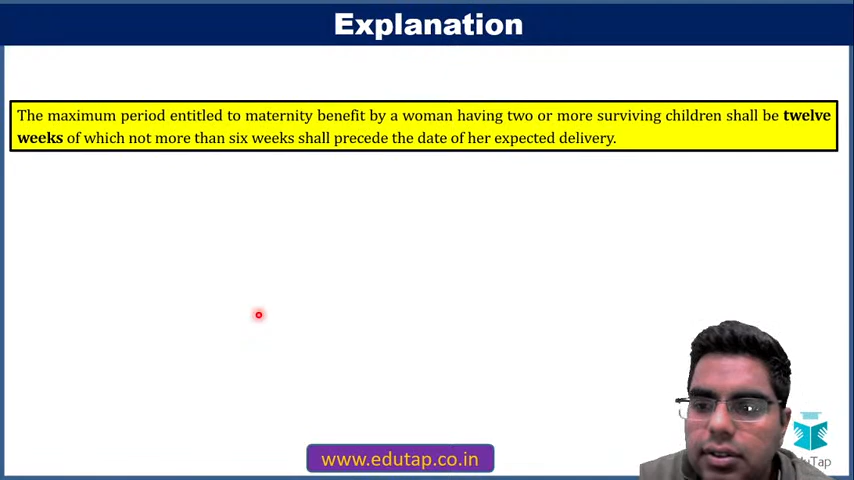 Explanation
The maximum period entitled to maternity benefit by a woman having two or more surviving children shall be twelve
weeks of which not more than six weeks shall precede the date of her expected delivery.
www.edutap.co.in